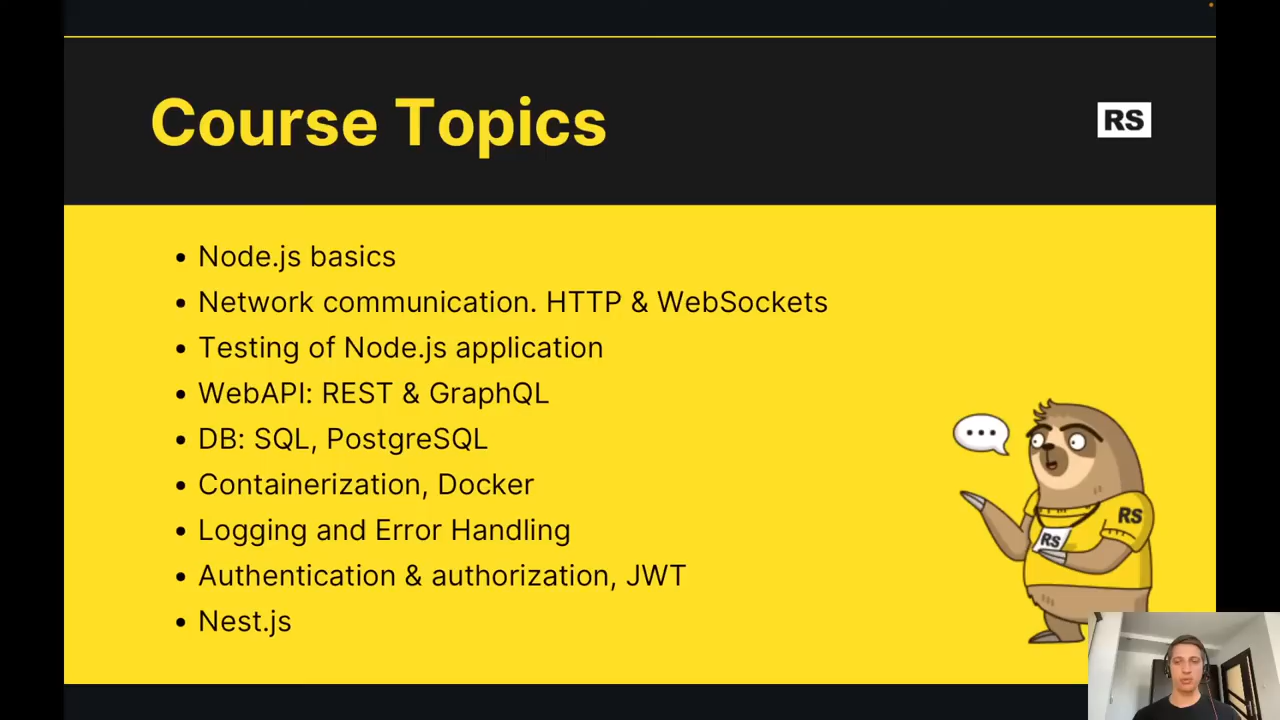 Course Topics
RS
• Node.js basics
• Network communication. HTTP & WebSockets
• Testing of Node.js application
• WebAPI: REST & GraphQL
• DB: SQL, PostgreSQL
• Containerization, Docker
• Logging and Error Handling
• Authentication & authorization, JWT
• Nest.js
RS
RS